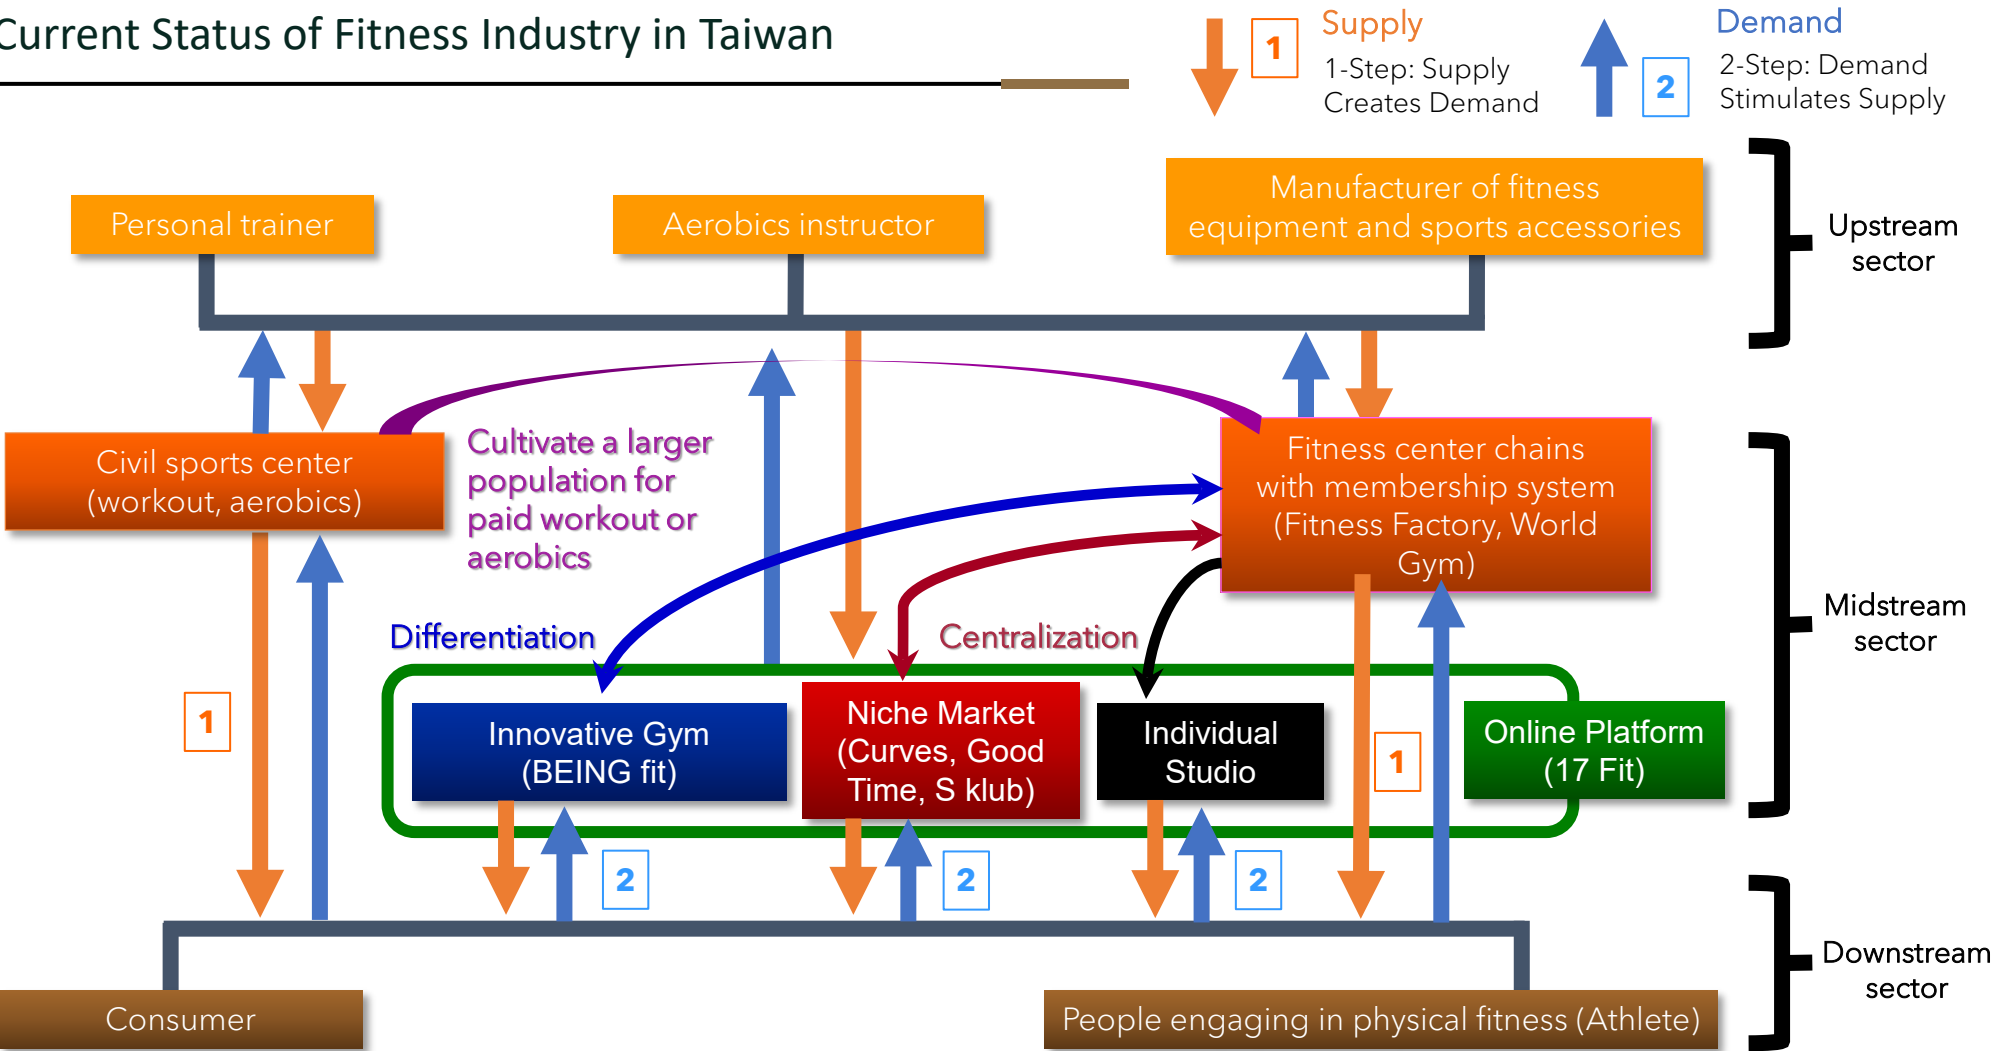 Current Status of Fitness Industry in Taiwan
1
Supply
1-Step: Supply
Creates Demand
2
Demand
2-Step: Demand
Stimulates Supply
Personal trainer
Aerobics instructor
Manufacturer of fitness
equipment and sports accessories
Upstream
sector
Civil sports center
(workout, aerobics)
Cultivate a larger
population for
paid workout or
aerobics
Fitness center chains
with membership system
(Fitness Factory, World
Gym)
Midstream
sector
Differentiation
Centralization
1
Innovative Gym
(BEING fit)
Niche Market
(Curves, Good
Time, S klub)
Individual
Studio
1
Online Platform
(17 Fit)
2
2
2
Downstream
sector
Consumer
People engaging in physical fitness (Athlete)